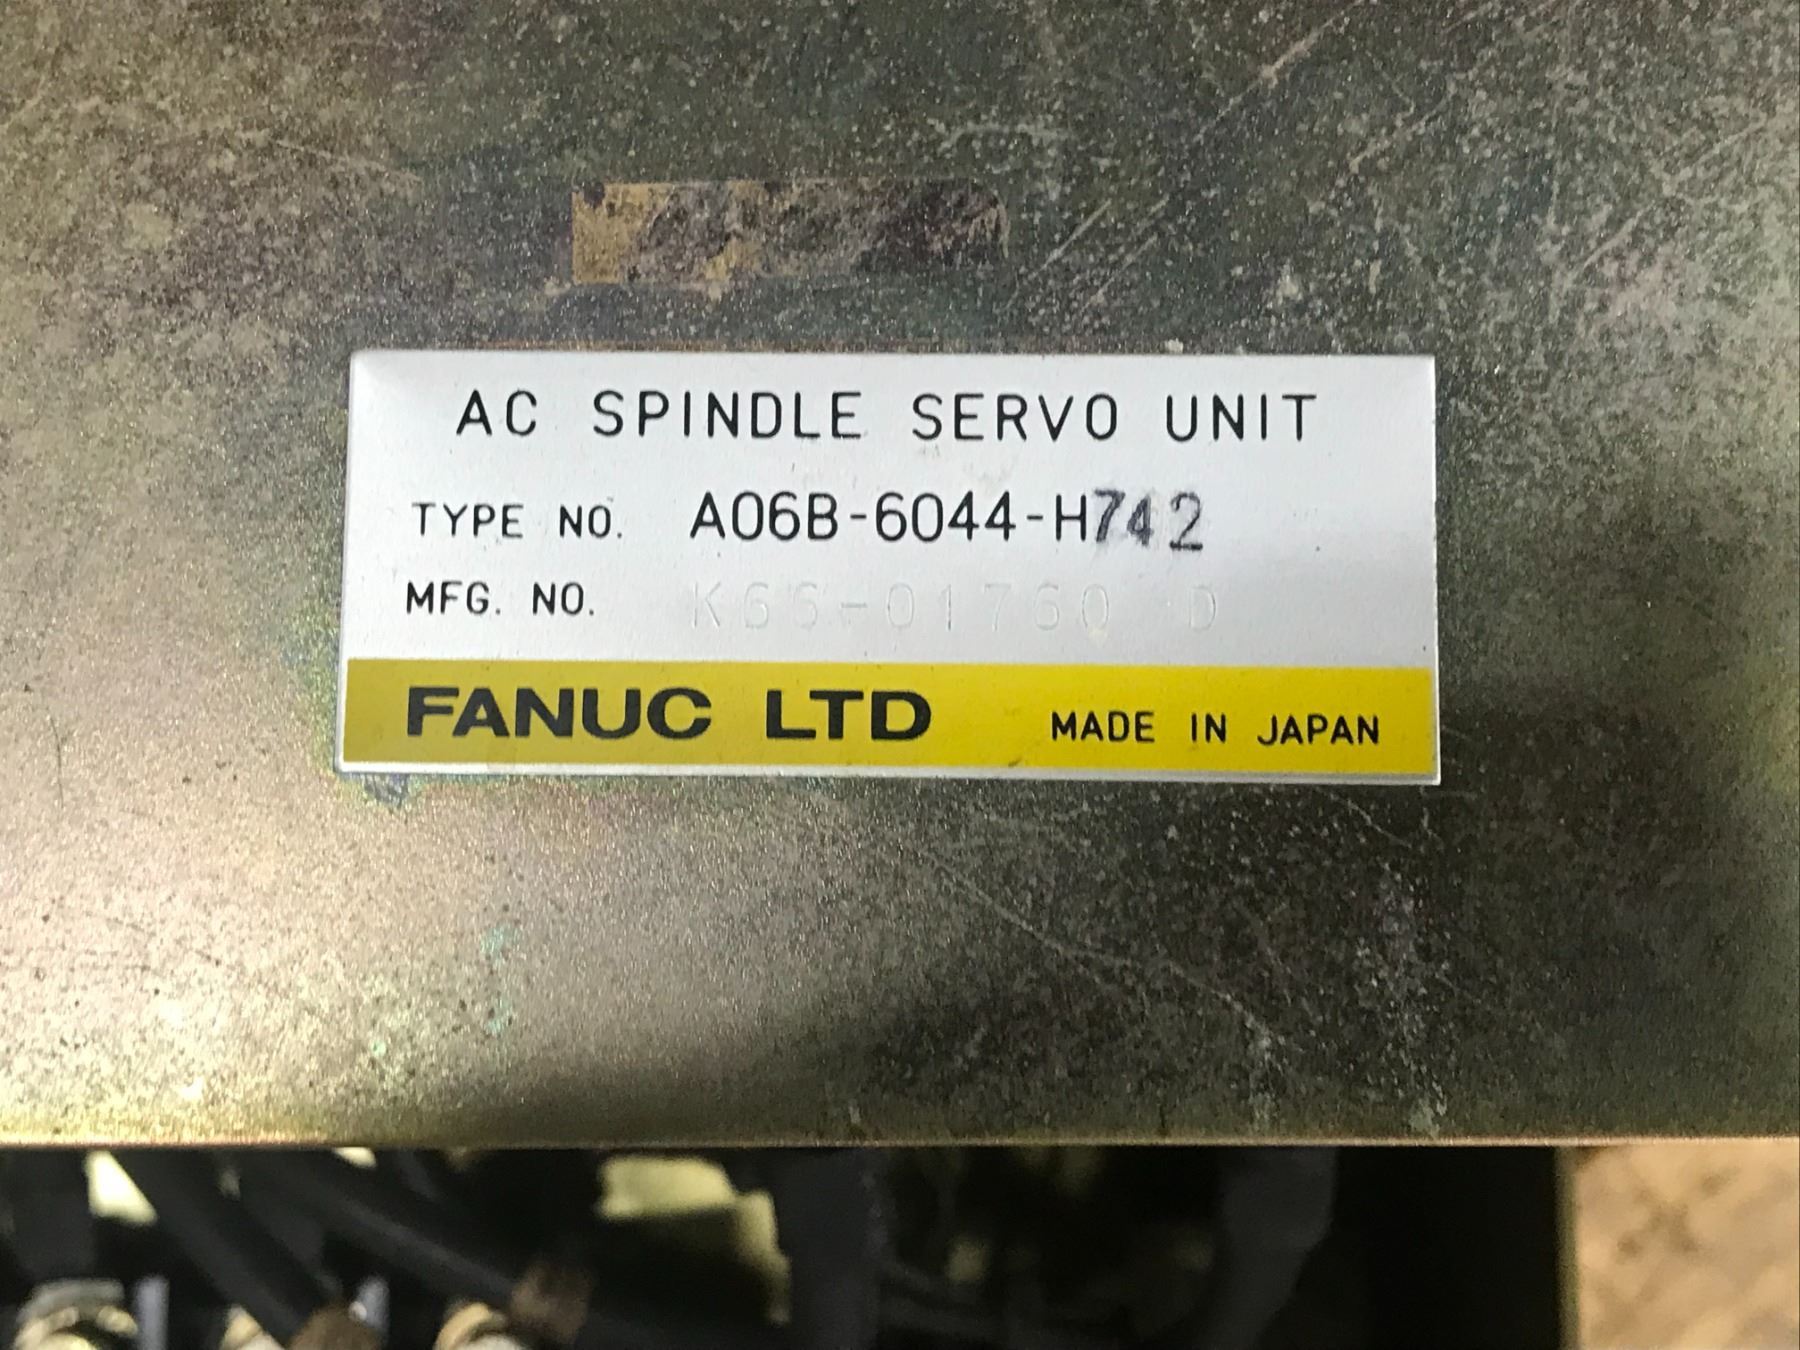 AC SPINDLE SERVO UNIT
TYPE NO. A06B-6044-H742
MFG. NO. K66-01760 D
FANUC LTD MADE IN JAPAN